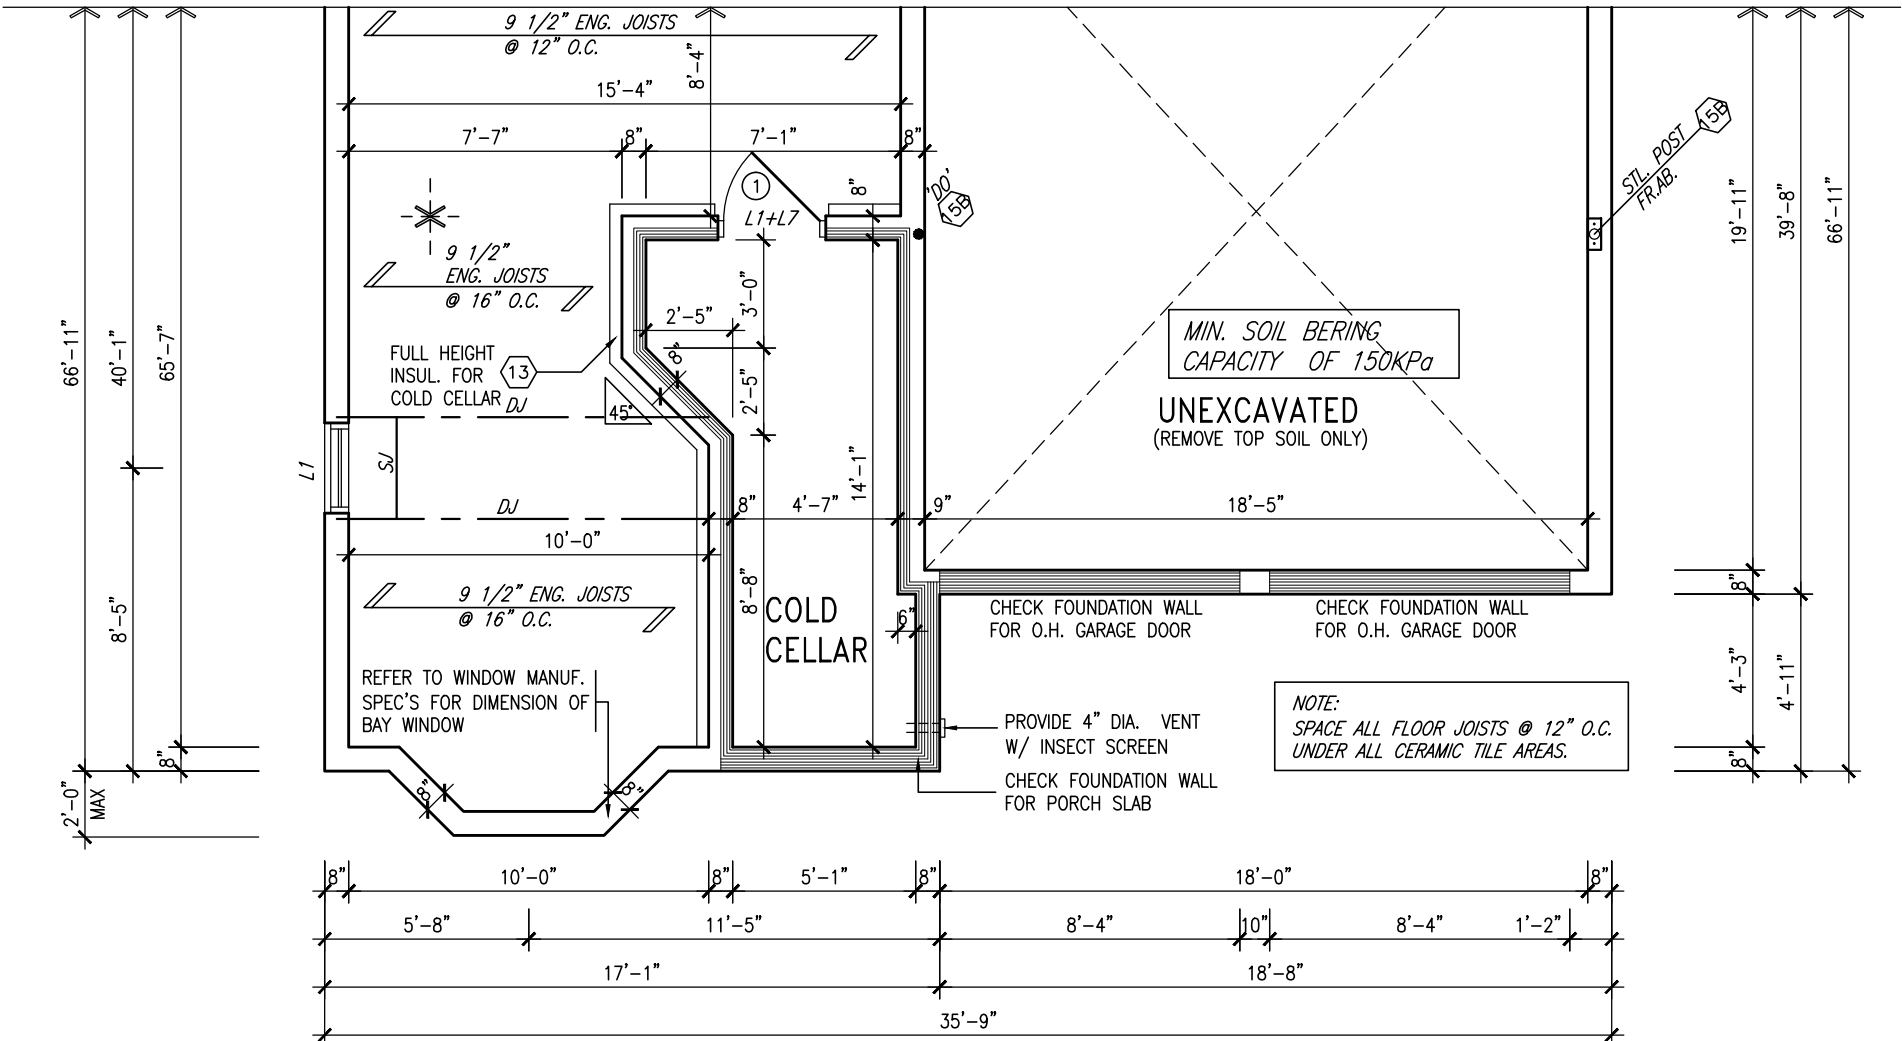 9 1/2" ENG. JOISTS
@ 12" O.C.
8'-4"
15'-4"
7'-7"
8"
7'-1"
8"
1
L1+L7
8"
'DO'
15B
STL. POST
FR.AB.
15B
9 1/2"
ENG. JOISTS
@ 16" O.C.
2'-5"
3'-0"
8"
2'-5"
FULL HEIGHT
INSUL. FOR
COLD CELLAR
13
DJ
45°
MIN. SOIL BERING
CAPACITY OF 150KPa
UNEXCAVATED
(REMOVE TOP SOIL ONLY)
66'-11"
40'-1"
65'-7"
19'-11"
39'-8"
66'-11"
L1
SJ
DJ
8"
4'-7"
14'-1"
9"
18'-5"
10'-0"
9 1/2" ENG. JOISTS
@ 16" O.C.
8'-8"
COLD
CELLAR
6"
CHECK FOUNDATION WALL
FOR O.H. GARAGE DOOR
CHECK FOUNDATION WALL
FOR O.H. GARAGE DOOR
8"
8'-5"
4'-3"
4'-11"
REFER TO WINDOW MANUF.
SPEC'S FOR DIMENSION OF
BAY WINDOW
PROVIDE 4" DIA. VENT
W/ INSECT SCREEN
CHECK FOUNDATION WALL
FOR PORCH SLAB
NOTE:
SPACE ALL FLOOR JOISTS @ 12" O.C.
UNDER ALL CERAMIC TILE AREAS.
8"
8"
2'-0"
MAX
8"
8"
8"
10'-0"
8"
5'-1"
8"
18'-0"
8"
5'-8"
11'-5"
8'-4"
10"
8'-4"
1'-2"
17'-1"
18'-8"
35'-9"